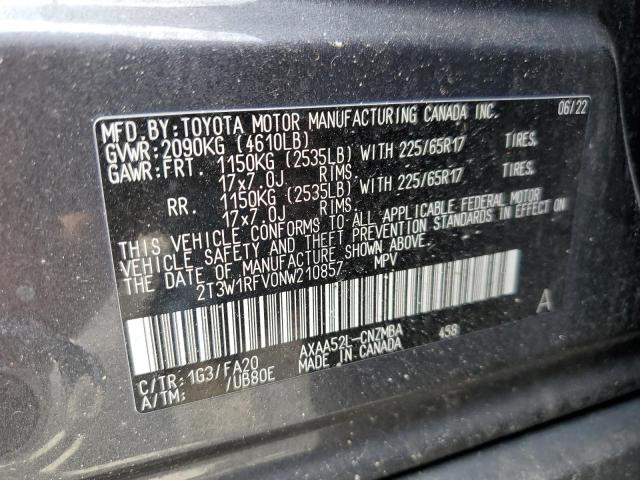 MFD.BY:TOYOTA MOTOR MANUFACTURING CANADA INC. 06/22
GVWR:2090KG (4610LB)
GAWR:FRT. 1150KG (2535LB) WITH 225/65R17 TIRES.
17x7.0J RIMS.
RR. 1150KG (2535LB) WITH 225/65R17 TIRES.
17x7.0J RIMS.
THIS VEHICLE CONFORMS TO ALL APPLICABLE FEDERAL MOTOR
VEHICLE SAFETY AND THEFT PREVENTION STANDARDS IN EFFECT ON
THE DATE OF MANUFACTURE SHOWN ABOVE.
2T3W1RFV0NW210857 MPV
A
C/TR:1G3/FA20 AXAA52L-CNZMBA 458
A/TM: /UB80E MADE IN CANADA